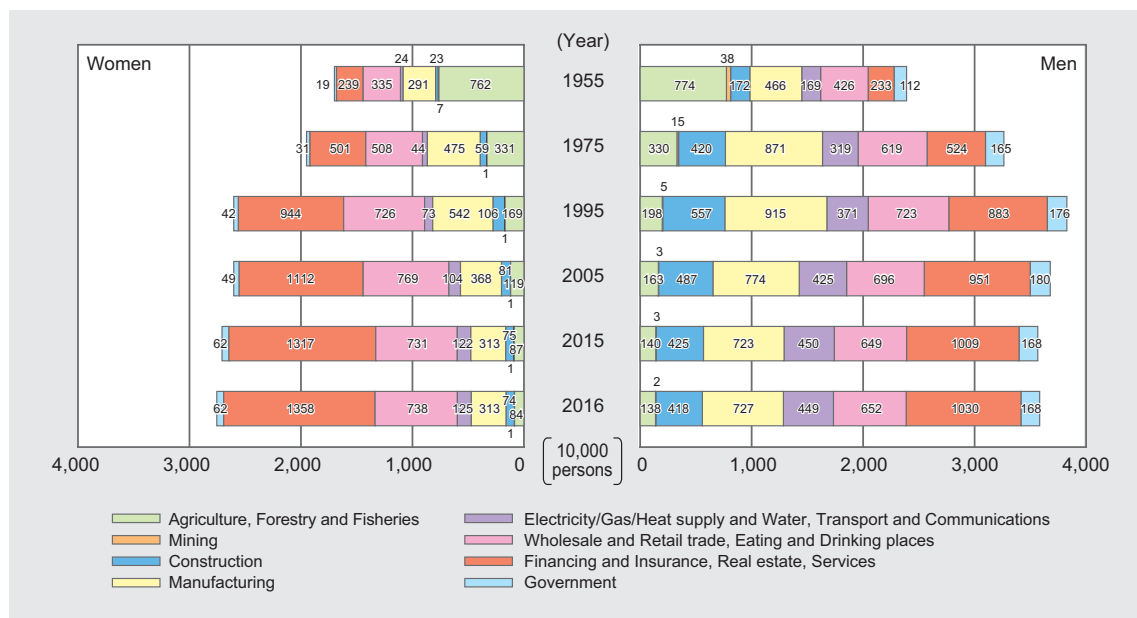 (Year)
Women
Men
24 23 38
19 239 335 291 762 1955 774 172 466 169 426 233 112
7
15
31 501 508 44 475 59 331 1975 330 420 871 319 619 524 165
1
5
42 944 726 73 542 106 169 1995 198 557 915 371 723 883 176
1
3
49 1112 769 104 368 81 119 2005 163 487 774 425 696 951 180
1
3
62 1317 731 122 313 75 87 2015 140 425 723 450 649 1009 168
1
2
62 1358 738 125 313 74 84 2016 138 418 727 449 652 1030 168
1
4,000 3,000 2,000 1,000 0 10,000 0 1,000 2,000 3,000 4,000
persons
Agriculture, Forestry and Fisheries
Mining
Construction
Manufacturing
Electricity/Gas/Heat supply and Water, Transport and Communications
Wholesale and Retail trade, Eating and Drinking places
Financing and Insurance, Real estate, Services
Government